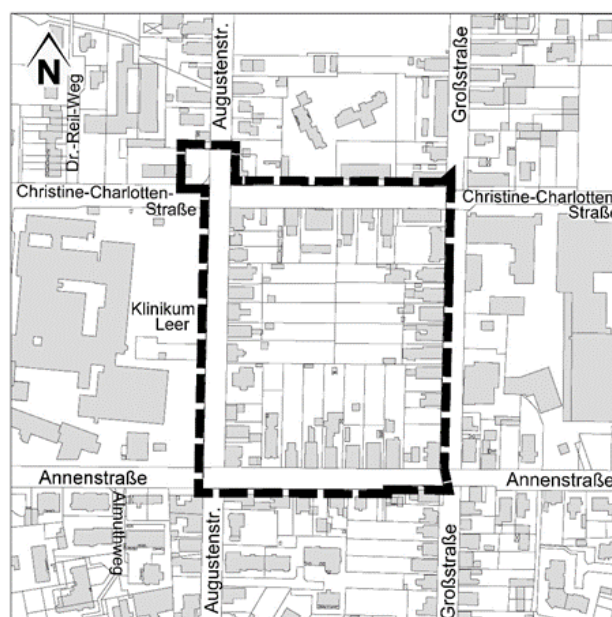 N
Dr.-Reil-Weg
Augustenstr.
Großstraße
Christine-Charlotten-
Straße
Christine-Charlotten-
Straße
Klinikum
Leer
Annenstraße
Annenstraße
Almuthweg
Augustenstr.
Großstraße